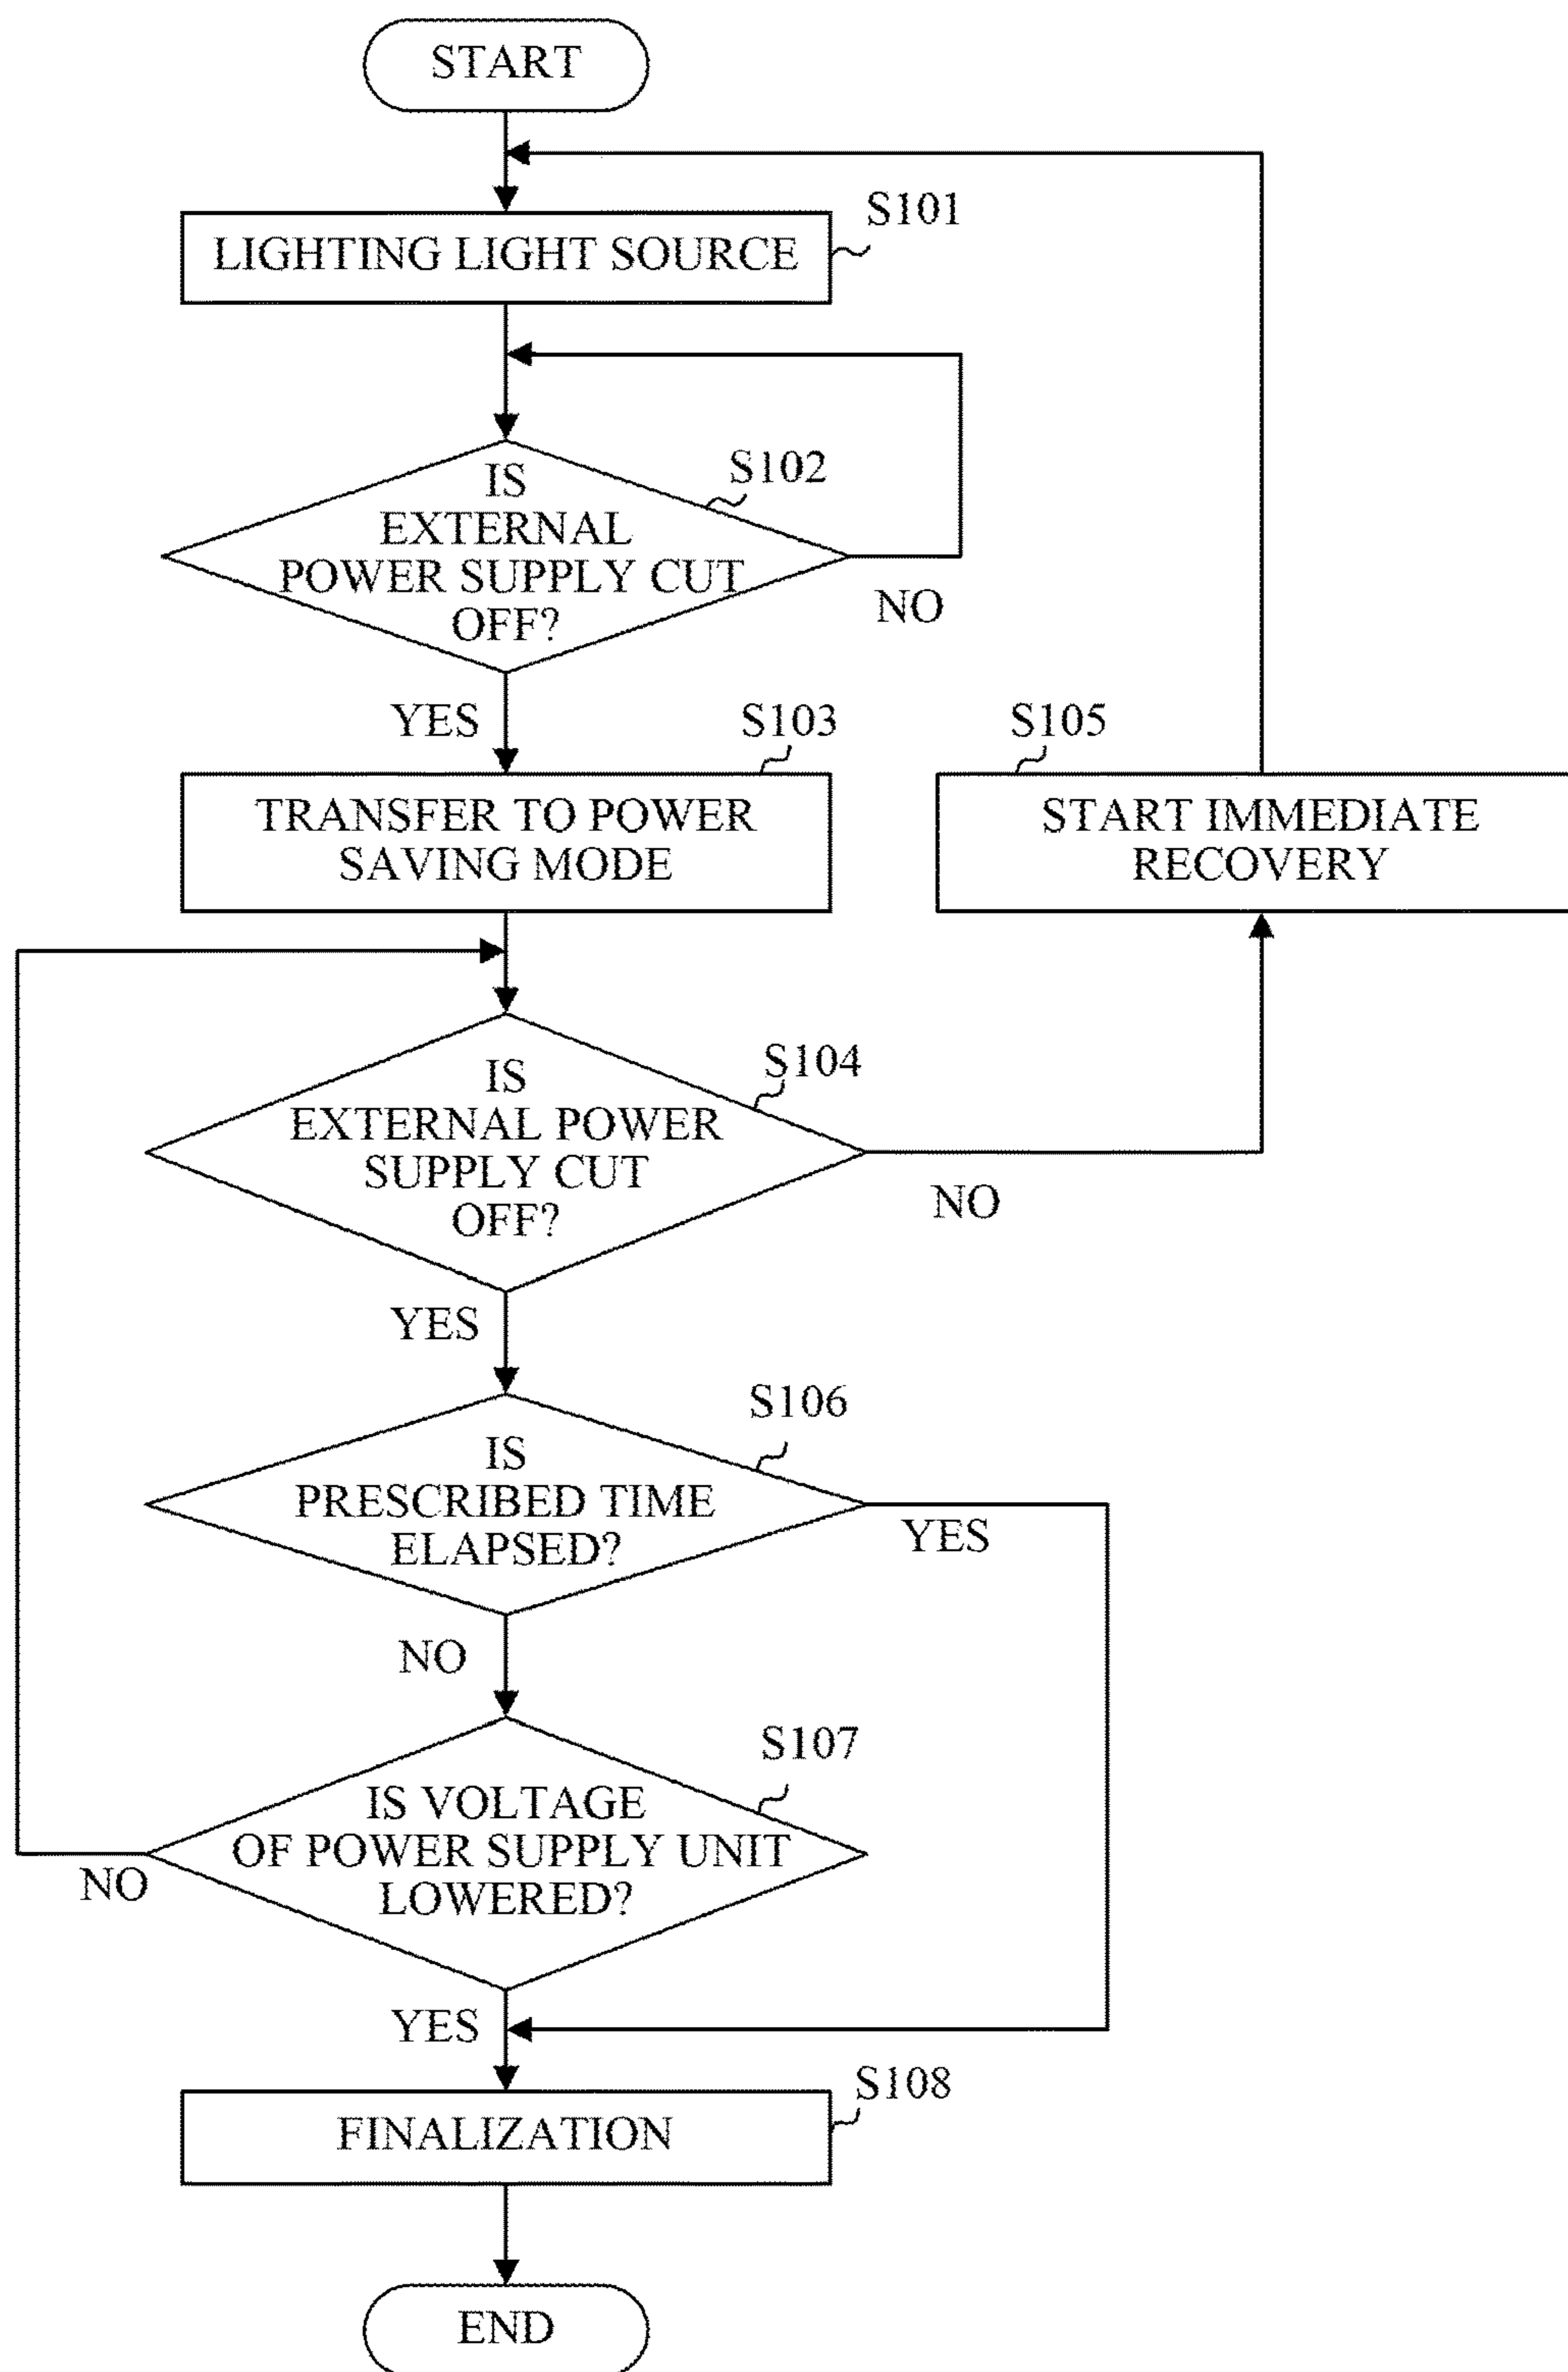 START
S101
LIGHTING LIGHT SOURCE
S102
IS
EXTERNAL
POWER SUPPLY CUT
OFF?
NO
YES
S103
TRANSFER TO POWER
SAVING MODE
S105
START IMMEDIATE
RECOVERY
S104
IS
EXTERNAL POWER
SUPPLY CUT
OFF?
NO
YES
S106
IS
PRESCRIBED TIME
ELAPSED?
YES
NO
S107
IS VOLTAGE
OF POWER SUPPLY UNIT
LOWERED?
NO
YES
S108
FINALIZATION
END